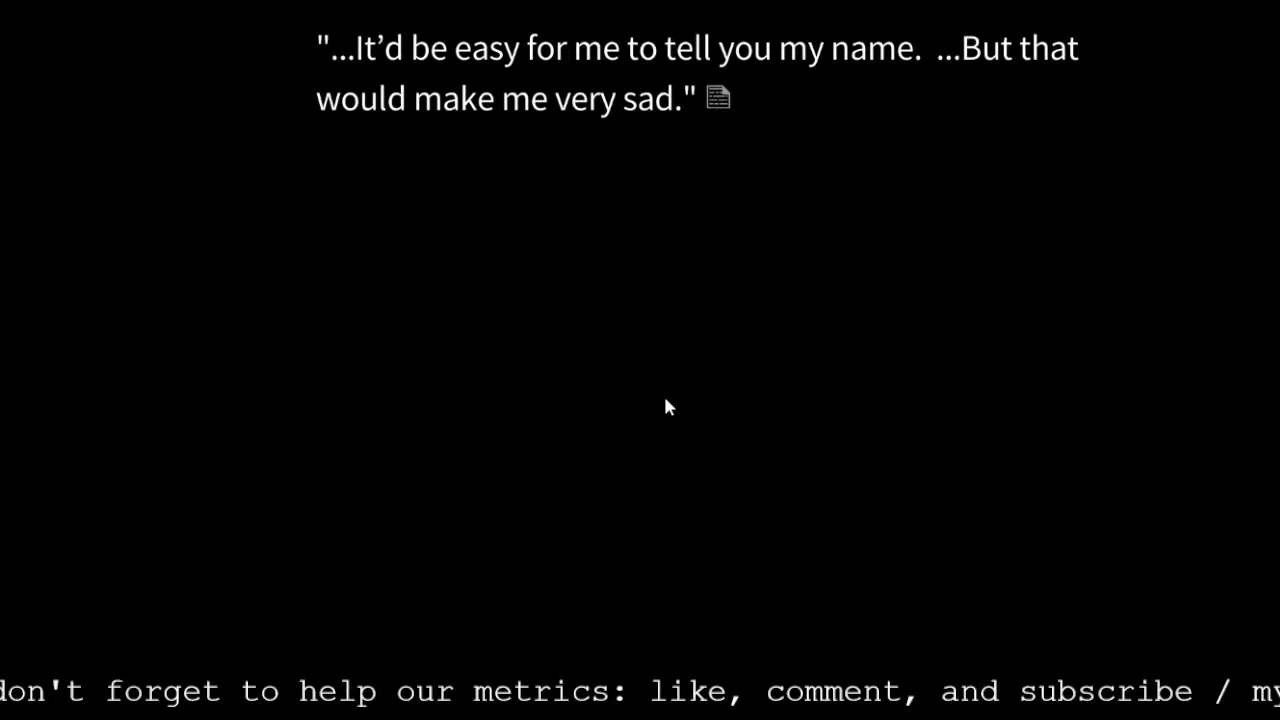 "...It’d be easy for me to tell you my name.  ...But that
would make me very sad."
don't forget to help our metrics: like, comment, and subscribe / my